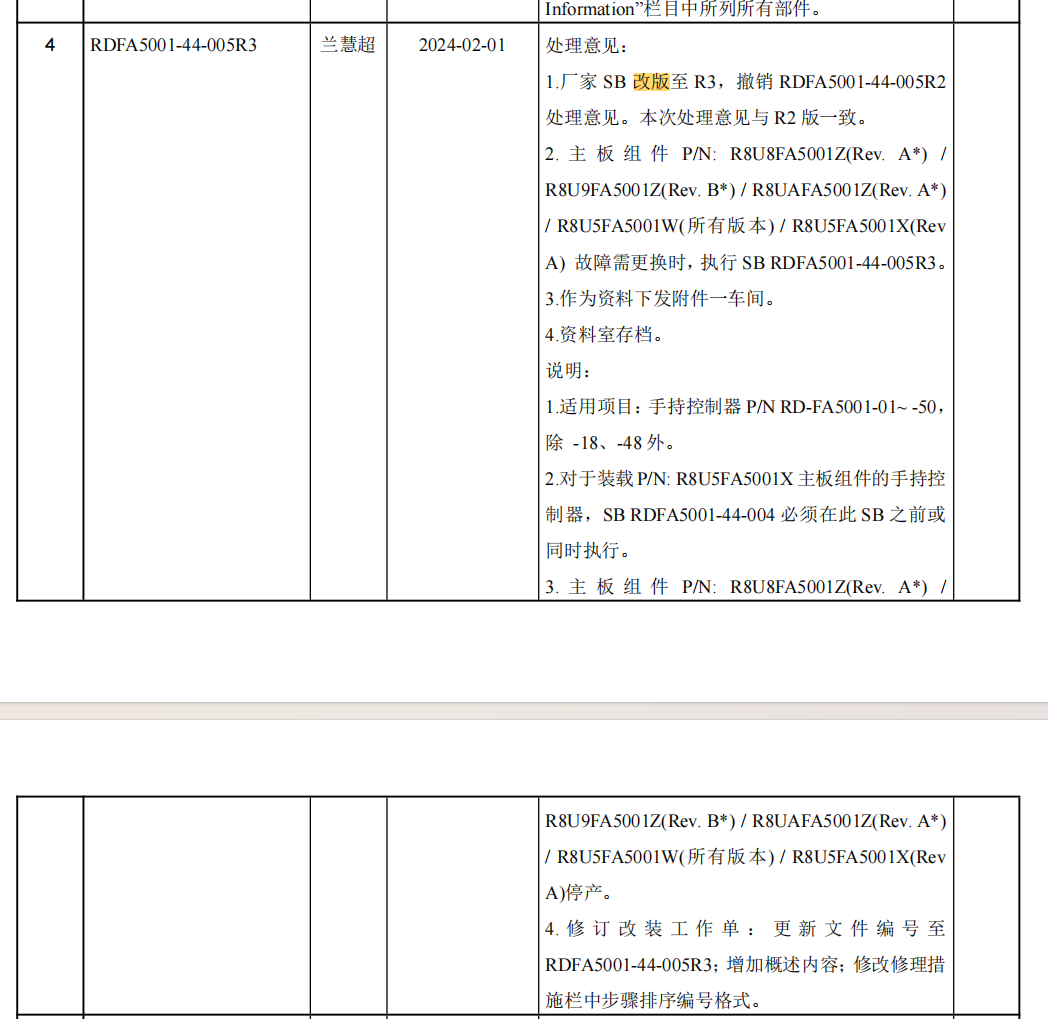 Information”栏目中所列所有部件。
4 RDFA5001-44-005R3 兰慧超 2024-02-01 处理意见：
1.厂家 SB 改版至 R3，撤销 RDFA5001-44-005R2
处理意见。本次处理意见与 R2 版一致。
2. 主 板 组 件 P/N: R8U8FA5001Z(Rev. A*) /
R8U9FA5001Z(Rev. B*) / R8UAFA5001Z(Rev. A*)
/ R8U5FA5001W(所有版本) / R8U5FA5001X(Rev
A) 故障需更换时，执行 SB RDFA5001-44-005R3。
3.作为资料下发附件一车间。
4.资料室存档。
说明：
1.适用项目：手持控制器 P/N RD-FA5001-01~ -50，
除 -18、-48 外。
2.对于装载 P/N: R8U5FA5001X 主板组件的手持控
制器，SB RDFA5001-44-004 必须在此 SB 之前或
同时执行。
3. 主 板 组 件 P/N: R8U8FA5001Z(Rev. A*) /
R8U9FA5001Z(Rev. B*) / R8UAFA5001Z(Rev. A*)
/ R8U5FA5001W(所有版本) / R8U5FA5001X(Rev
A)停产。
4. 修 订 改 装 工 作 单 ： 更 新 文 件 编 号 至
RDFA5001-44-005R3；增加概述内容；修改修理措
施栏中步骤排序编号格式。